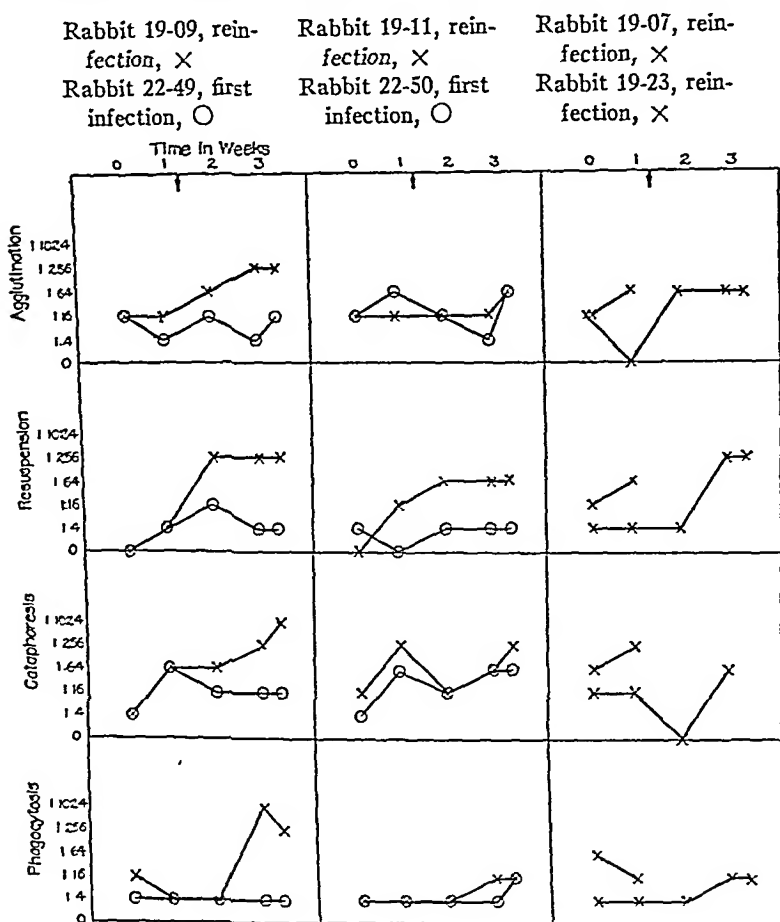 Rabbit 19-09, rein-
fection, ×
Rabbit 22-49, first
infection, ○
Rabbit 19-11, rein-
fection, ×
Rabbit 22-50, first
infection, ○
Rabbit 19-07, rein-
fection, ×
Rabbit 19-23, rein-
fection, ×
Time in Weeks
0 1 2 3
0 1 2 3
0 1 2 3
Agglutination
1 1024
1 256
1 64
1 16
1 4
0
Resuspension
1 1024
1 256
1 64
1:16
1 4
0
Cataphoresis
1 1024
1 256
1 64
1 16
1 4
0
Phagocytosis
1 1024
1 256
1 64
1 16
1 4
0